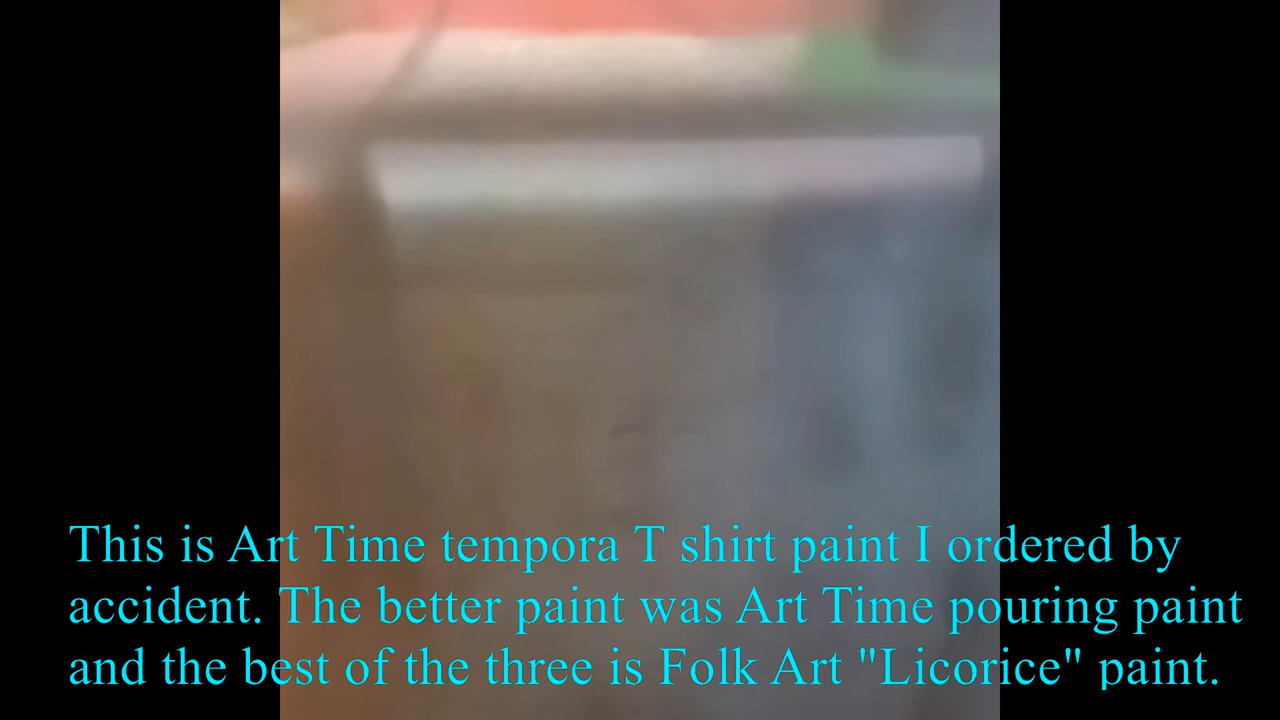 This is Art Time tempora T shirt paint I ordered by
accident. The better paint was Art Time pouring paint
and the best of the three is Folk Art "Licorice" paint.